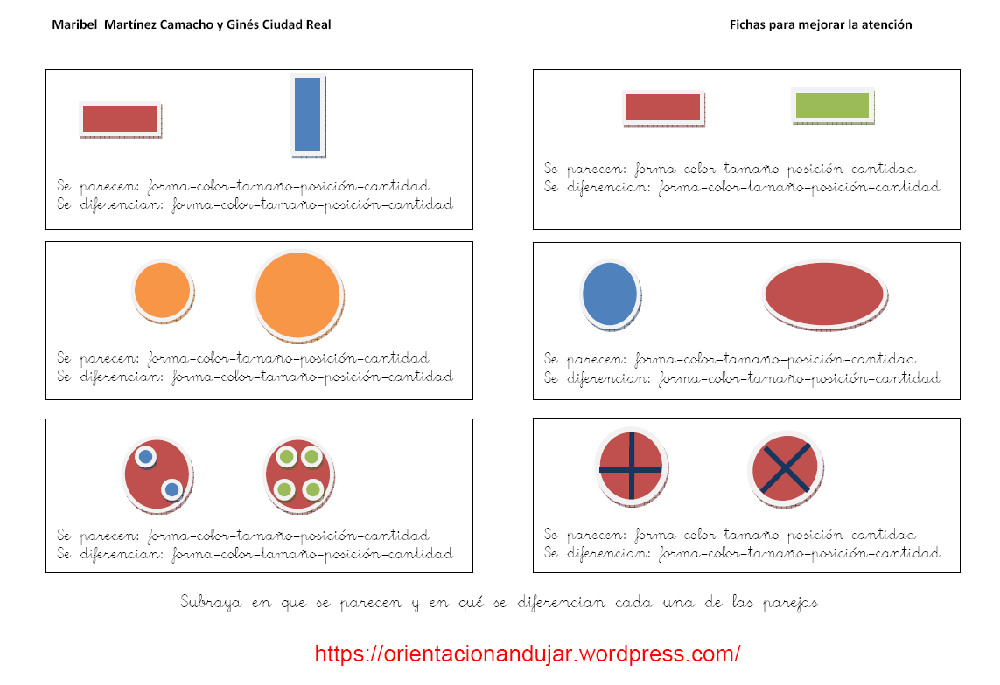 Maribel  Martínez Camacho y Ginés Ciudad Real
Fichas para mejorar la atención
Se parecen: forma-color-tamaño-posición-cantidad
Se diferencian: forma-color-tamaño-posición-cantidad
Se parecen: forma-color-tamaño-posición-cantidad
Se diferencian: forma-color-tamaño-posición-cantidad
Se parecen: forma-color-tamaño-posición-cantidad
Se diferencian: forma-color-tamaño-posición-cantidad
Se parecen: forma-color-tamaño-posición-cantidad
Se diferencian: forma-color-tamaño-posición-cantidad
Se parecen: forma-color-tamaño-posición-cantidad
Se diferencian: forma-color-tamaño-posición-cantidad
Se parecen: forma-color-tamaño-posición-cantidad
Se diferencian: forma-color-tamaño-posición-cantidad
Subraya en que se parecen y en qué se diferencian cada una de las parejas
https://orientacionandujar.wordpress.com/